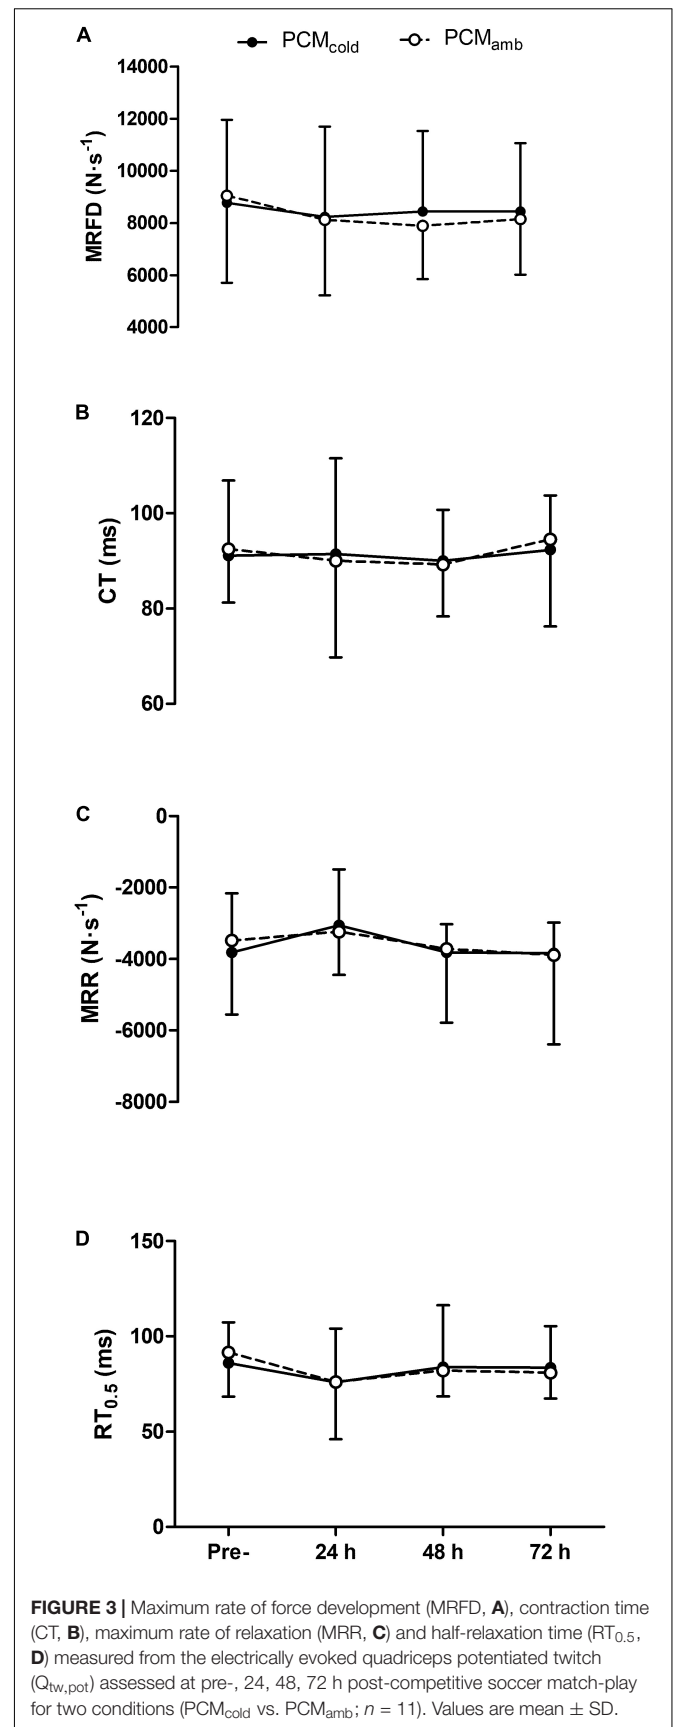 A
PCMcold PCMamb
14000
12000
10000
8000
6000
4000
MRFD (N·s-1)
B
120
100
80
60
CT (ms)
C
0
-2000
-4000
-6000
-8000
MRR (N·s-1)
D
150
100
50
0
RT0.5 (ms)
Pre- 24 h 48 h 72 h
FIGURE 3 | Maximum rate of force development (MRFD, A), contraction time
(CT, B), maximum rate of relaxation (MRR, C) and half-relaxation time (RT0.5,
D) measured from the electrically evoked quadriceps potentiated twitch
(Qtw,pot) assessed at pre-, 24, 48, 72 h post-competitive soccer match-play
for two conditions (PCMcold vs. PCMamb; n = 11). Values are mean ± SD.